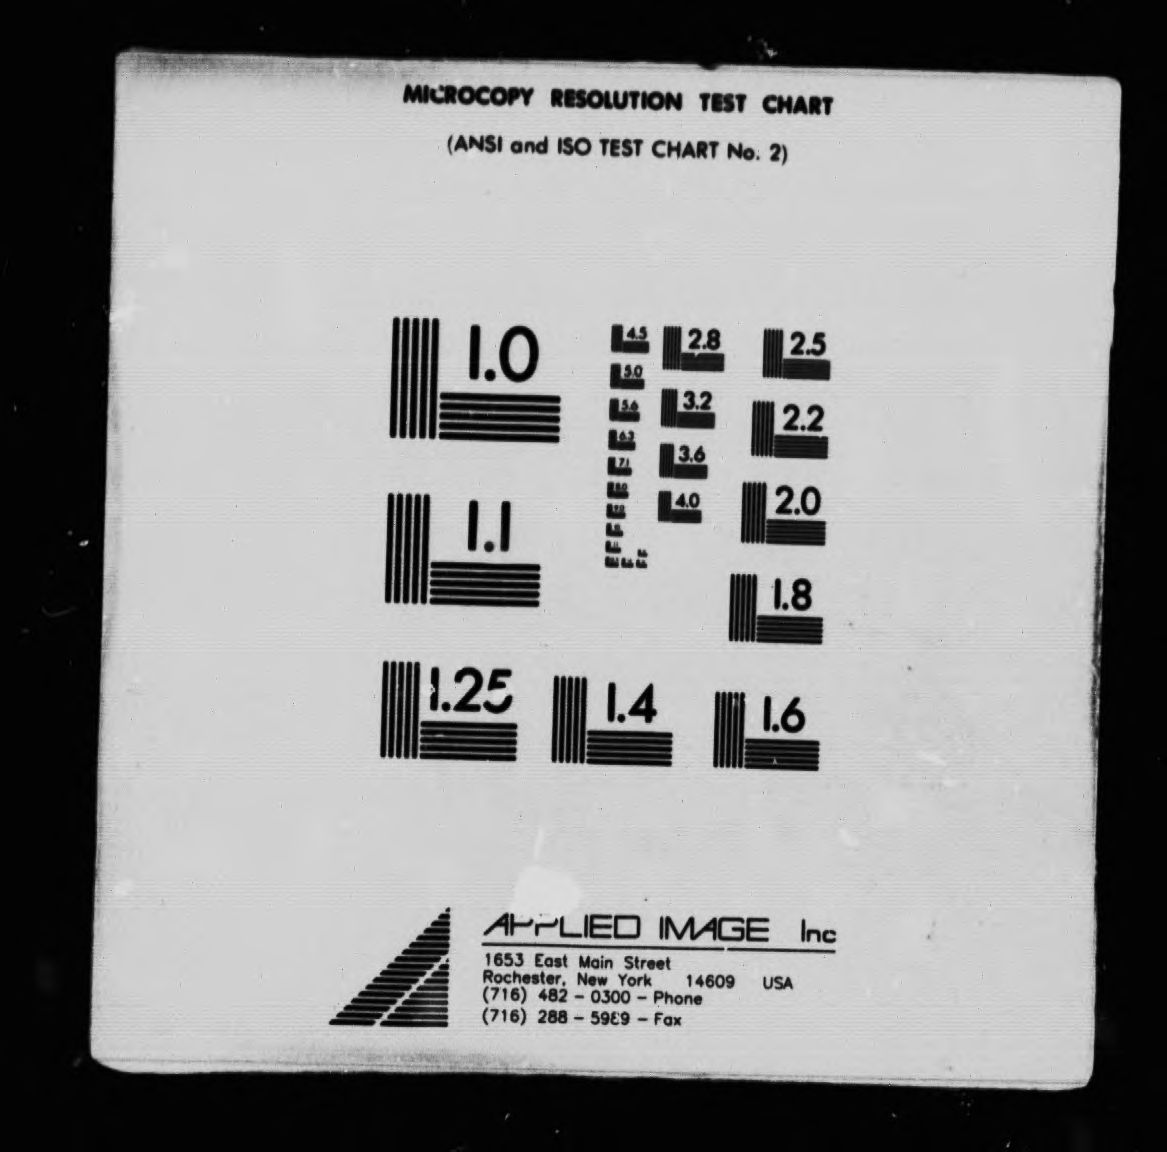 MICROCOPY RESOLUTION TEST CHART
(ANSI and ISO TEST CHART No. 2)
1.0
1.1
1.25
1.4
1.6
1.8
2.0
2.2
2.5
2.8
3.2
3.6
4.0
4.5
5.0
5.6
6.3
7.1
8.0
9.0
APPLIED IMAGE Inc
1653 East Main Street
Rochester, New York 14609 USA
(716) 482 - 0300 - Phone
(716) 288 - 5989 - Fax